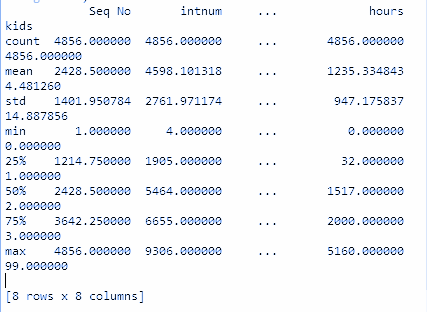 Seq No intnum ... hours
kids
count 4856.000000 4856.000000 ... 4856.000000
4856.000000
mean 2428.500000 4598.101318 ... 1235.334843
4.481260
std 1401.950784 2761.971174 ... 947.175837
14.887856
min 1.000000 4.000000 ... 0.000000
0.000000
25% 1214.750000 1905.000000 ... 32.000000
1.000000
50% 2428.500000 5464.000000 ... 1517.000000
2.000000
75% 3642.250000 6655.000000 ... 2000.000000
3.000000
max 4856.000000 9306.000000 ... 5160.000000
99.000000
[8 rows x 8 columns]